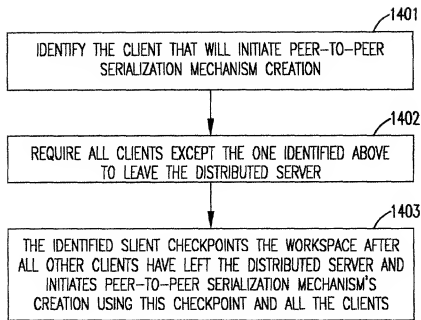 1401
IDENTIFY THE CLIENT THAT WILL INITIATE PEER-TO-PEER
SERIALIZATION MECHANISM CREATION
1402
REQUIRE ALL CLIENTS EXCEPT THE ONE IDENTIFIED ABOVE
TO LEAVE THE DISTRIBUTED SERVER
1403
THE IDENTIFIED SLIENT CHECKPOINTS THE WORKSPACE AFTER
ALL OTHER CLIENTS HAVE LEFT THE DISTRIBUTED SERVER AND
INITIATES PEER-TO-PEER SERIALIZATION MECHANISM'S
CREATION USING THIS CHECKPOINT AND ALL THE CLIENTS